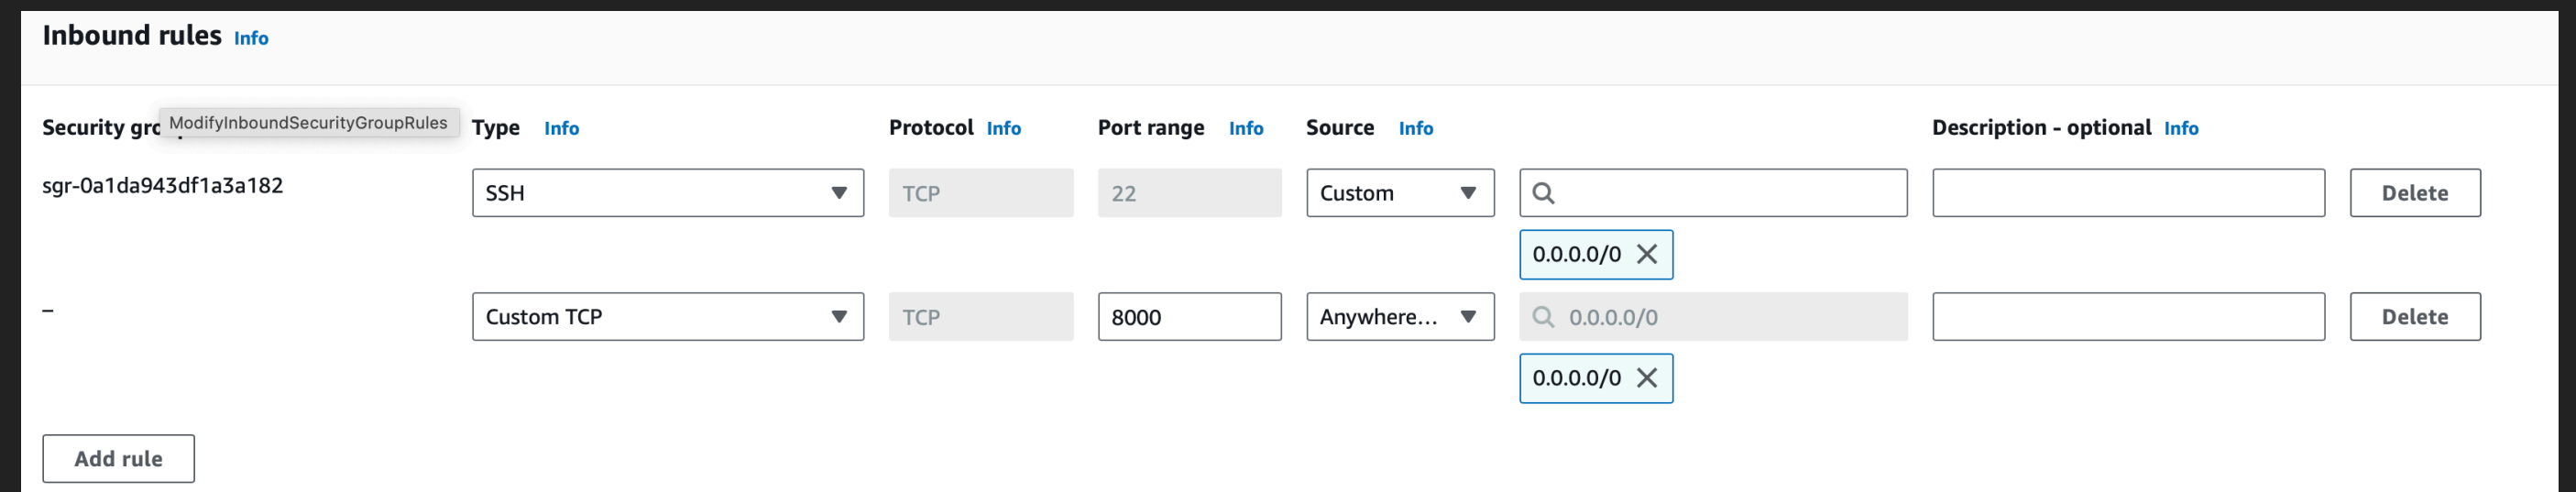 Inbound rules Info
Security gro ModifyInboundSecurityGroupRules Type Info Protocol Info Port range Info Source Info Description - optional Info
sgr-0a1da943df1a3a182 SSH TCP 22 Custom Delete
0.0.0.0/0
– Custom TCP TCP 8000 Anywhere... 0.0.0.0/0 Delete
0.0.0.0/0
Add rule